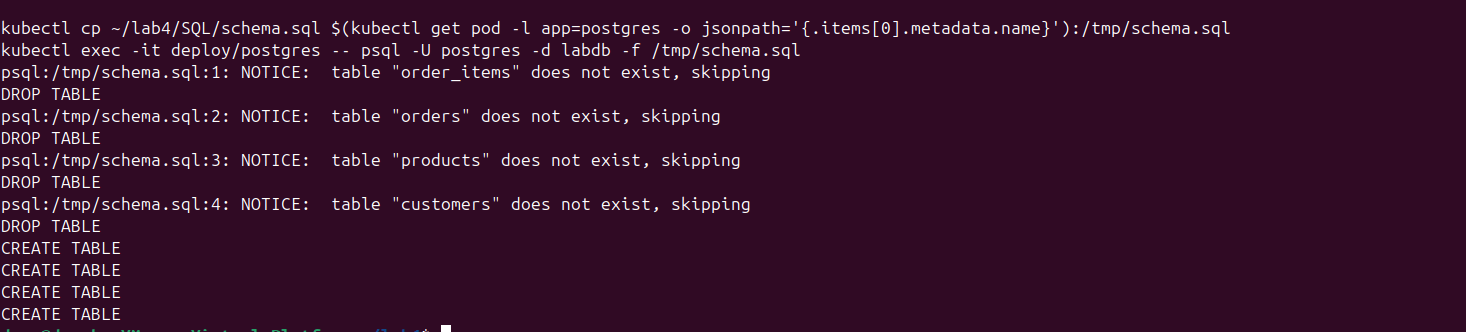 kubectl cp ~/lab4/SQL/schema.sql $(kubectl get pod -l app=postgres -o jsonpath='{.items[0].metadata.name}'):/tmp/schema.sql
kubectl exec -it deploy/postgres -- psql -U postgres -d labdb -f /tmp/schema.sql
psql:/tmp/schema.sql:1: NOTICE:  table "order_items" does not exist, skipping
DROP TABLE
psql:/tmp/schema.sql:2: NOTICE:  table "orders" does not exist, skipping
DROP TABLE
psql:/tmp/schema.sql:3: NOTICE:  table "products" does not exist, skipping
DROP TABLE
psql:/tmp/schema.sql:4: NOTICE:  table "customers" does not exist, skipping
DROP TABLE
CREATE TABLE
CREATE TABLE
CREATE TABLE
CREATE TABLE